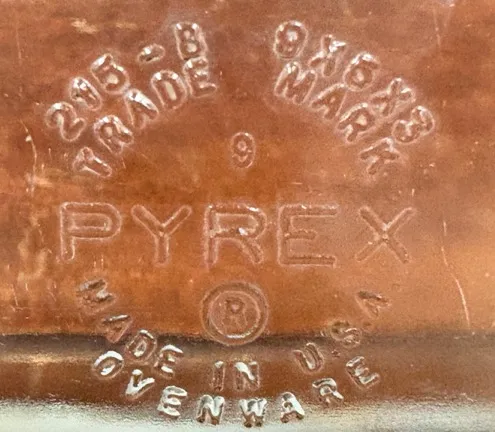 215-B 9X5X3
TRADE MARK
9
PYREX
®
MADE IN U.S.A.
OVENWARE